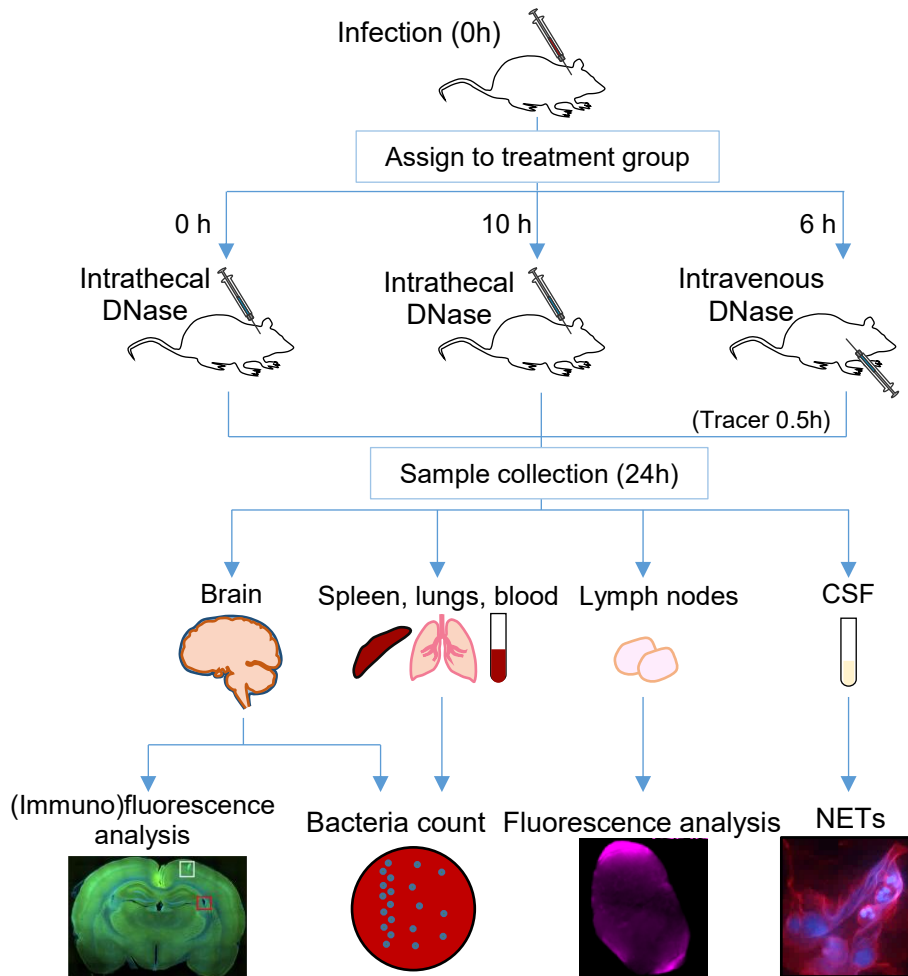 Infection (0h)
Assign to treatment group
0 h
10 h
6 h
Intrathecal
DNase
Intrathecal
DNase
Intravenous
DNase
(Tracer 0.5h)
Sample collection (24h)
Brain
Spleen, lungs, blood
Lymph nodes
CSF
(Immuno)fluorescence
analysis
Bacteria count
Fluorescence analysis
NETs